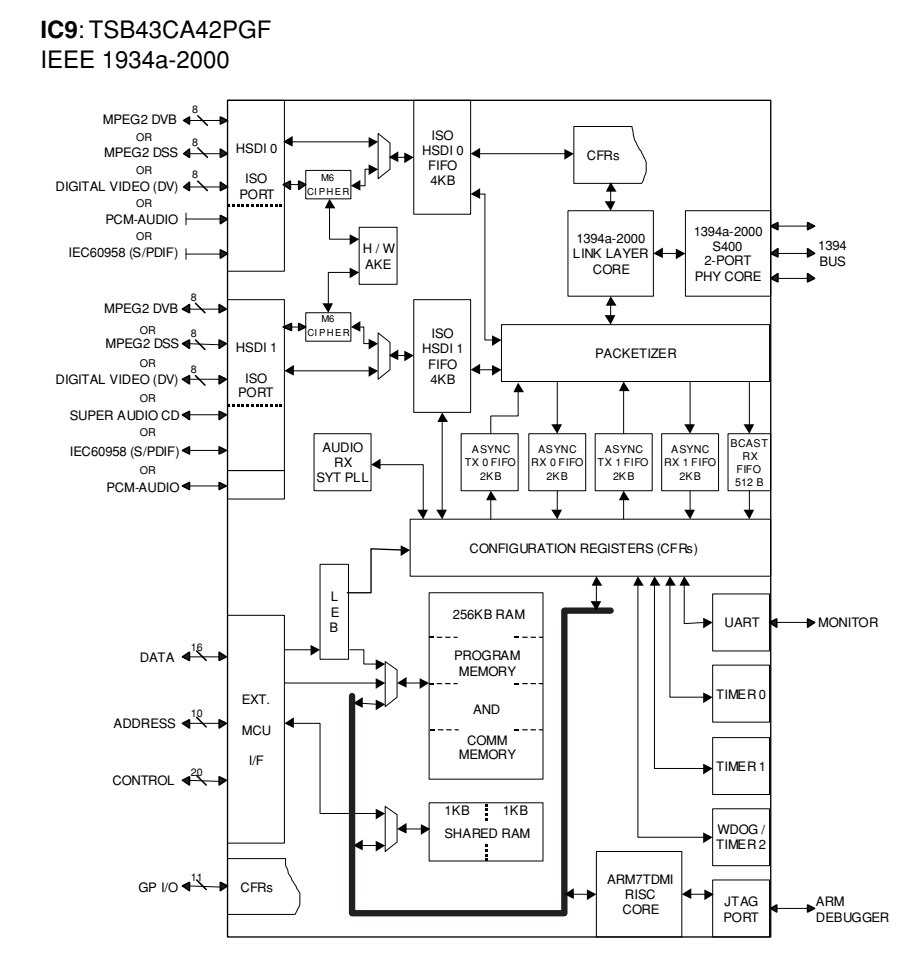 IC9: TSB43CA42PGF
IEEE 1934a-2000
MPEG2 DVB
8
OR
MPEG2 DSS
8
OR
DIGITAL VIDEO (DV)
8
OR
PCM-AUDIO
OR
IEC60958 (S/PDIF)
HSDI 0
ISO
PORT
M6
CIPHER
H / W
AKE
ISO
HSDI 0
FIFO
4KB
CFRs
1394a-2000
LINK LAYER
CORE
1394a-2000
S400
2-PORT
PHY CORE
1394
BUS
MPEG2 DVB
8
OR
MPEG2 DSS
8
OR
DIGITAL VIDEO (DV)
8
OR
SUPER AUDIO CD
OR
IEC60958 (S/PDIF)
OR
PCM-AUDIO
HSDI 1
ISO
PORT
M6
CIPHER
ISO
HSDI 1
FIFO
4KB
PACKETIZER
AUDIO
RX
SYT PLL
ASYNC
TX 0 FIFO
2KB
ASYNC
RX 0 FIFO
2KB
ASYNC
TX 1 FIFO
2KB
ASYNC
RX 1 FIFO
2KB
BCAST
RX
FIFO
512 B
CONFIGURATION REGISTERS (CFRs)
L
E
B
256KB RAM
PROGRAM
MEMORY
AND
COMM
MEMORY
UART
MONITOR
DATA
16
ADDRESS
10
CONTROL
20
EXT.
MCU
I/F
TIMER 0
TIMER 1
1KB
1KB
SHARED RAM
WDOG /
TIMER 2
GP I/O
11
CFRs
ARM7TDMI
RISC
CORE
JTAG
PORT
ARM
DEBUGGER